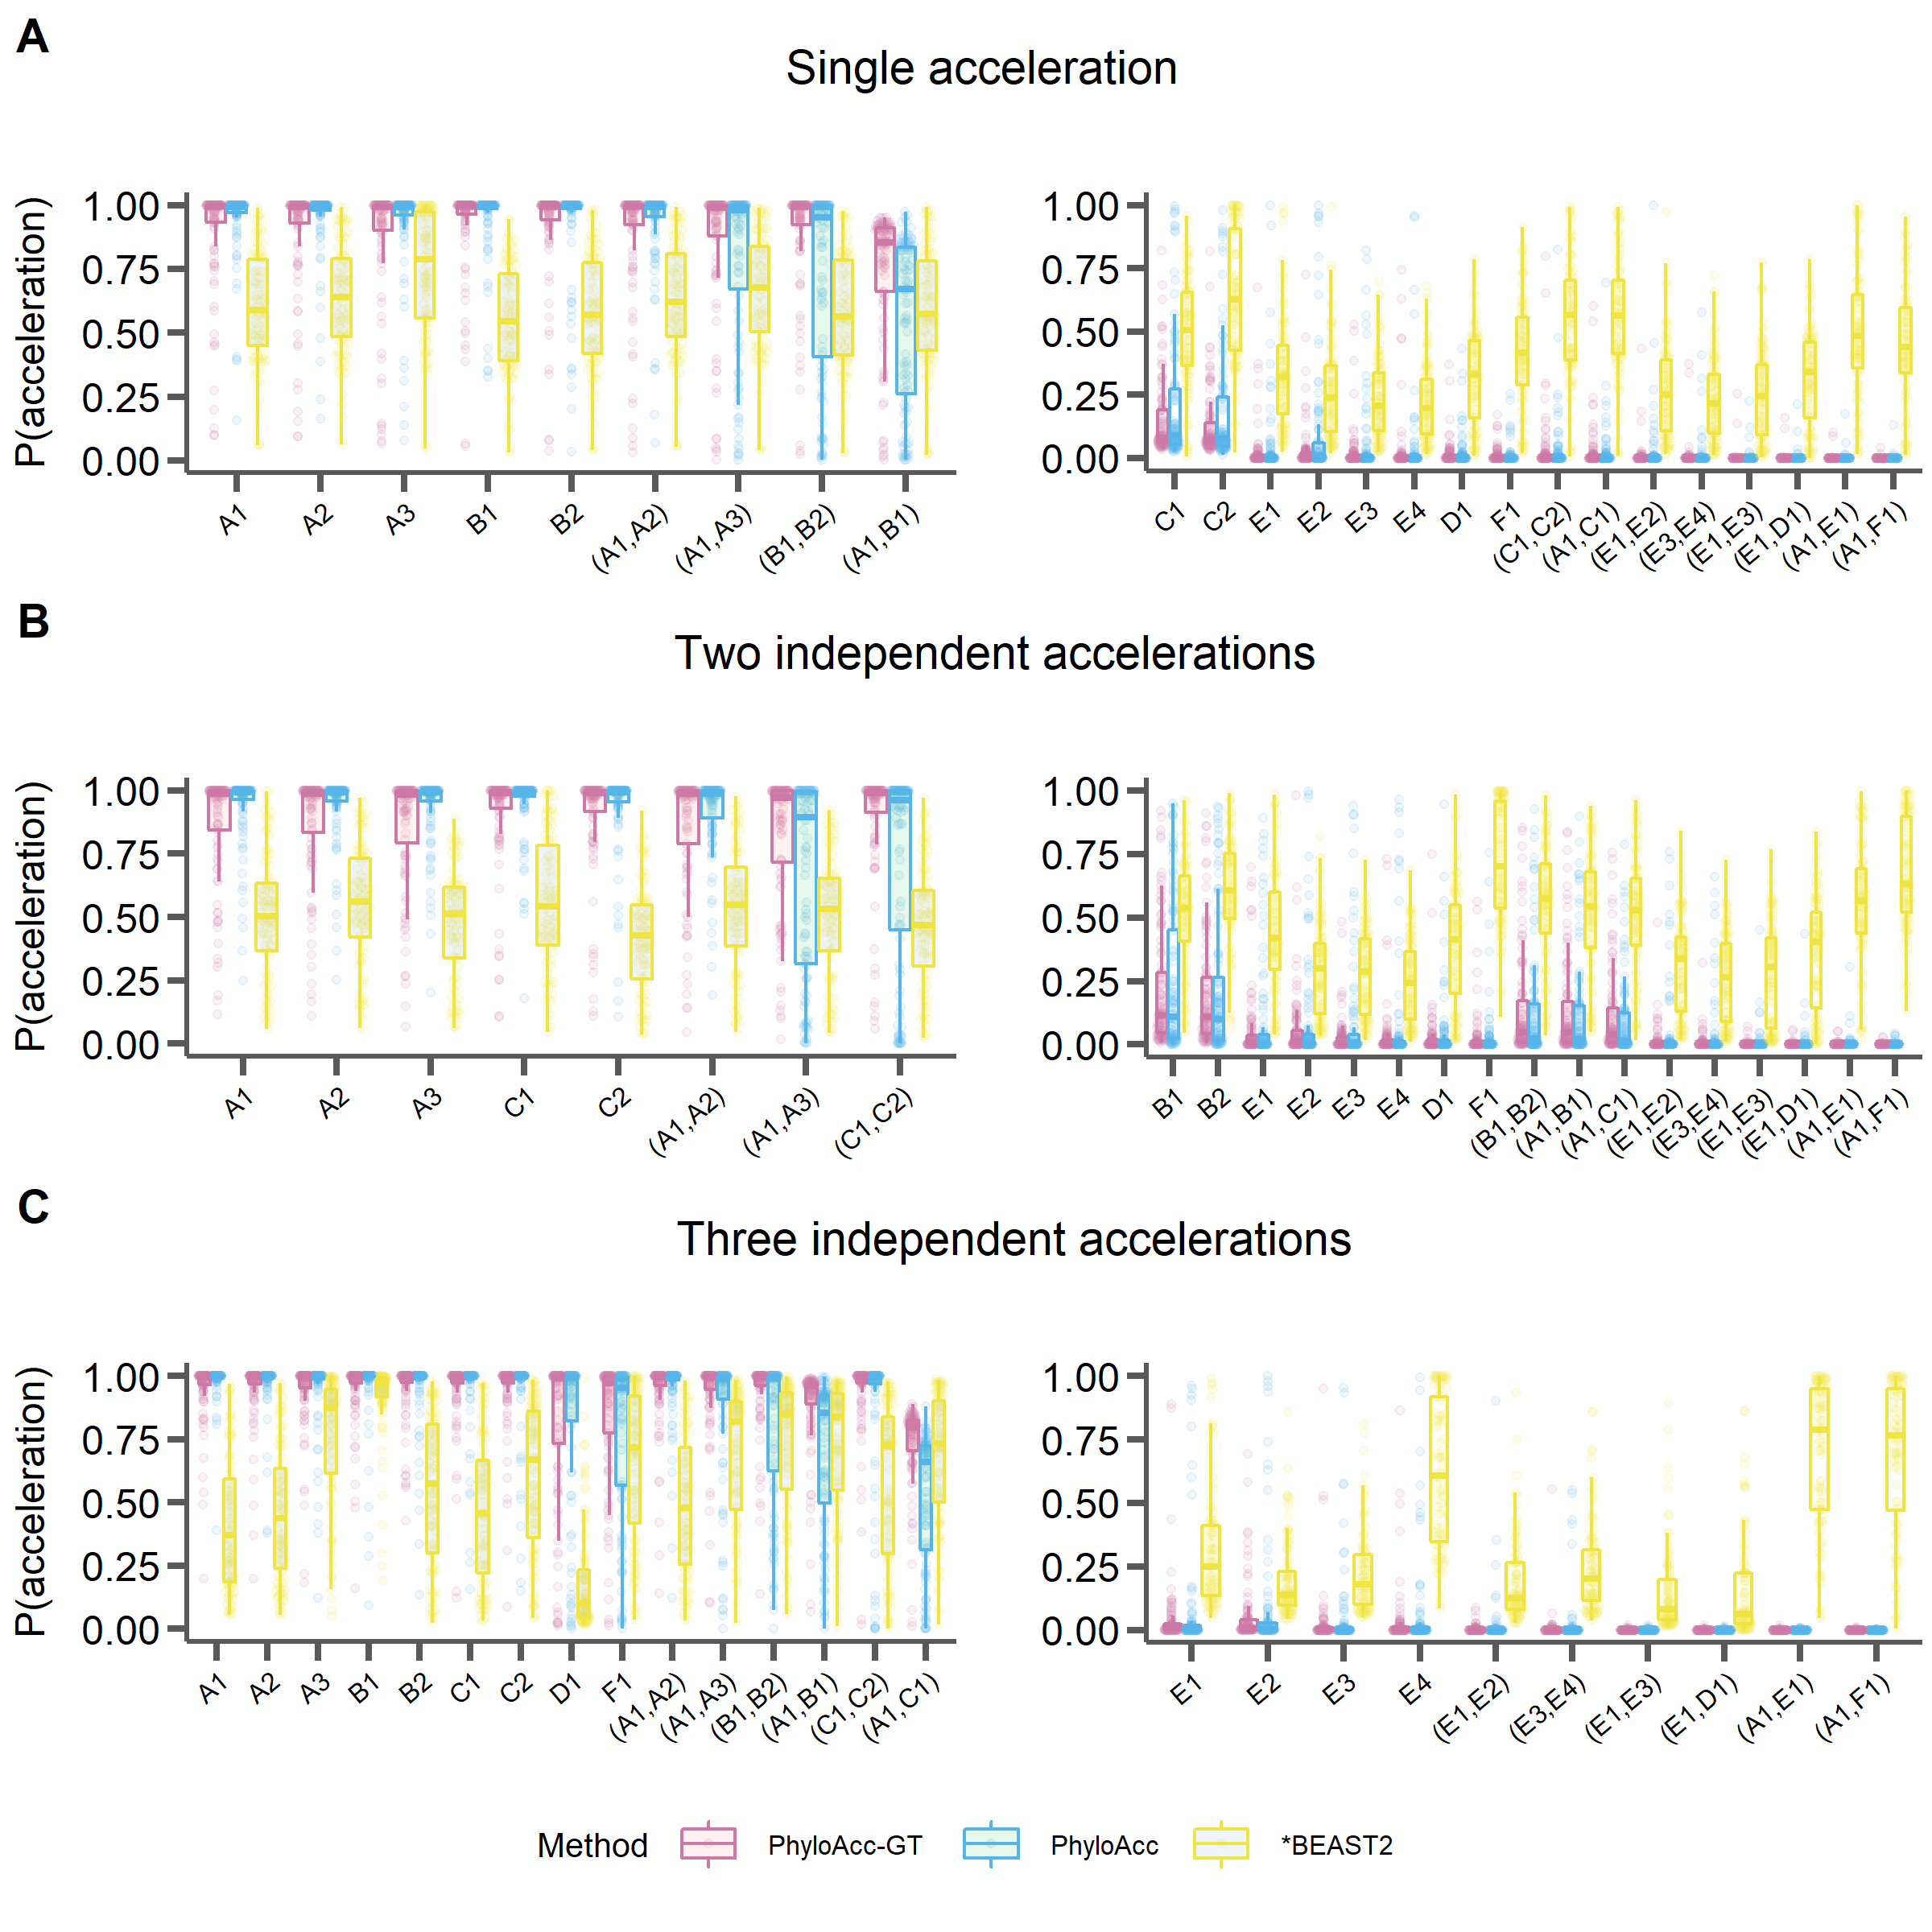 A
Single acceleration
P(acceleration)
1.00
0.75
0.50
0.25
0.00
A1 A2 A3 B1 B2 (A1,A2) (A1,A3) (B1,B2) (A1,B1)
1.00
0.75
0.50
0.25
0.00
C1 C2 E1 E2 E3 E4 D1 F1 (C1,C2) (A1,C1) (E1,E2) (E3,E4) (E1,E3) (E1,D1) (A1,E1) (A1,F1)
B
Two independent accelerations
P(acceleration)
1.00
0.75
0.50
0.25
0.00
A1 A2 A3 C1 C2 (A1,A2) (A1,A3) (C1,C2)
1.00
0.75
0.50
0.25
0.00
B1 B2 E1 E2 E3 E4 D1 F1 (B1,B2) (A1,B1) (A1,C1) (E1,E2) (E3,E4) (E1,E3) (E1,D1) (A1,E1) (A1,F1)
C
Three independent accelerations
P(acceleration)
1.00
0.75
0.50
0.25
0.00
A1 A2 A3 B1 B2 C1 C2 D1 F1 (A1,A2) (A1,A3) (B1,B2) (A1,B1) (C1,C2) (A1,C1)
1.00
0.75
0.50
0.25
0.00
E1 E2 E3 E4 (E1,E2) (E3,E4) (E1,E3) (E1,D1) (A1,E1) (A1,F1)
Method PhyloAcc-GT PhyloAcc *BEAST2